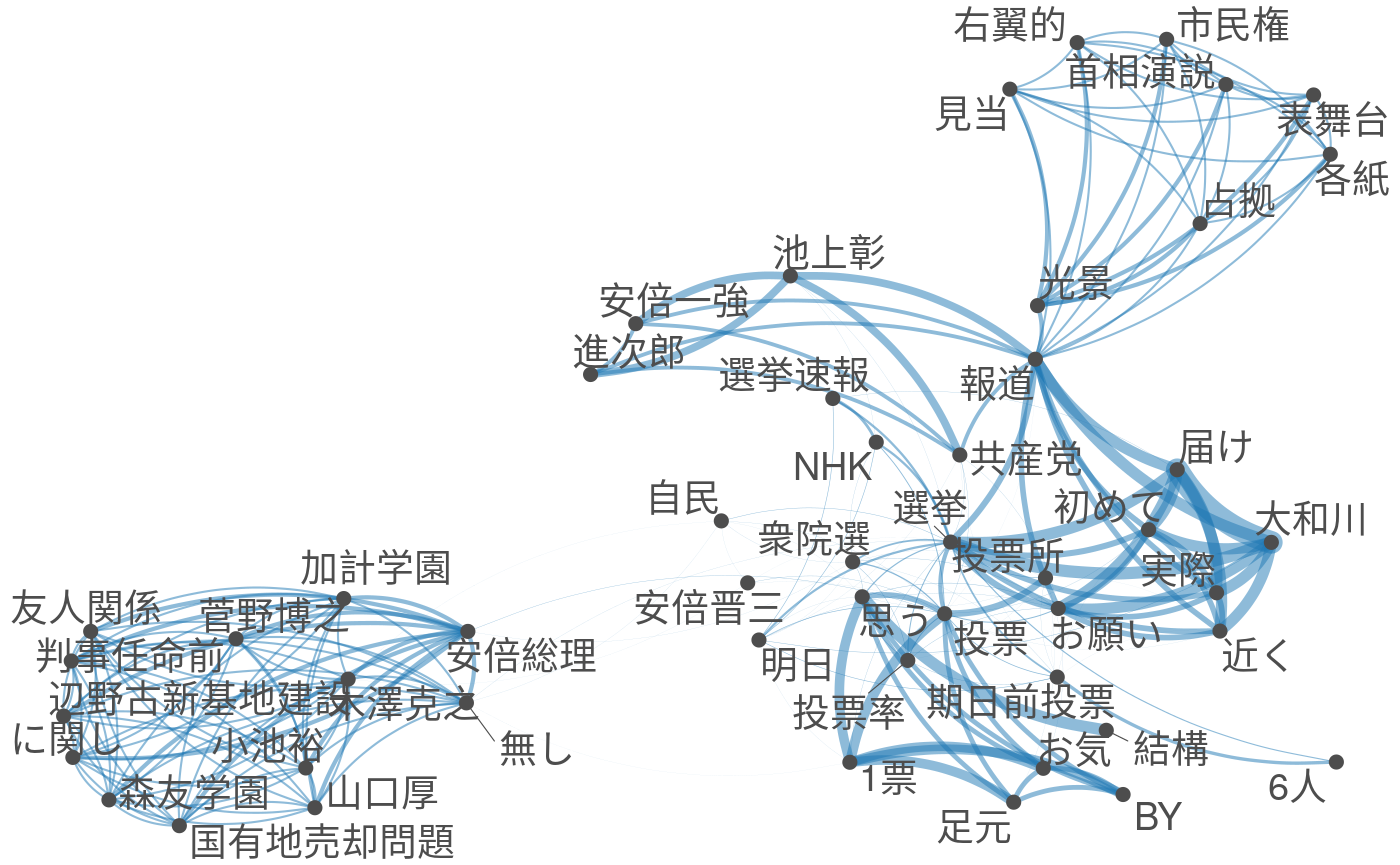 右翼的
市民権
首相演説
見当
表舞台
各紙
占拠
池上彰
光景
安倍一強
進次郎
選挙速報
報道
届け
NHK
共産党
自民
選挙
初めて
大和川
衆院選
投票所
実際
加計学園
友人関係
菅野博之
安倍晋三
思う
投票
お願い
近く
判事任命前
安倍総理
明日
辺野古新基地建設
木澤克之
投票率
期日前投票
に関し
小池裕
無し
お気
結構
森友学園
山口厚
1票
6人
国有地売却問題
足元
BY